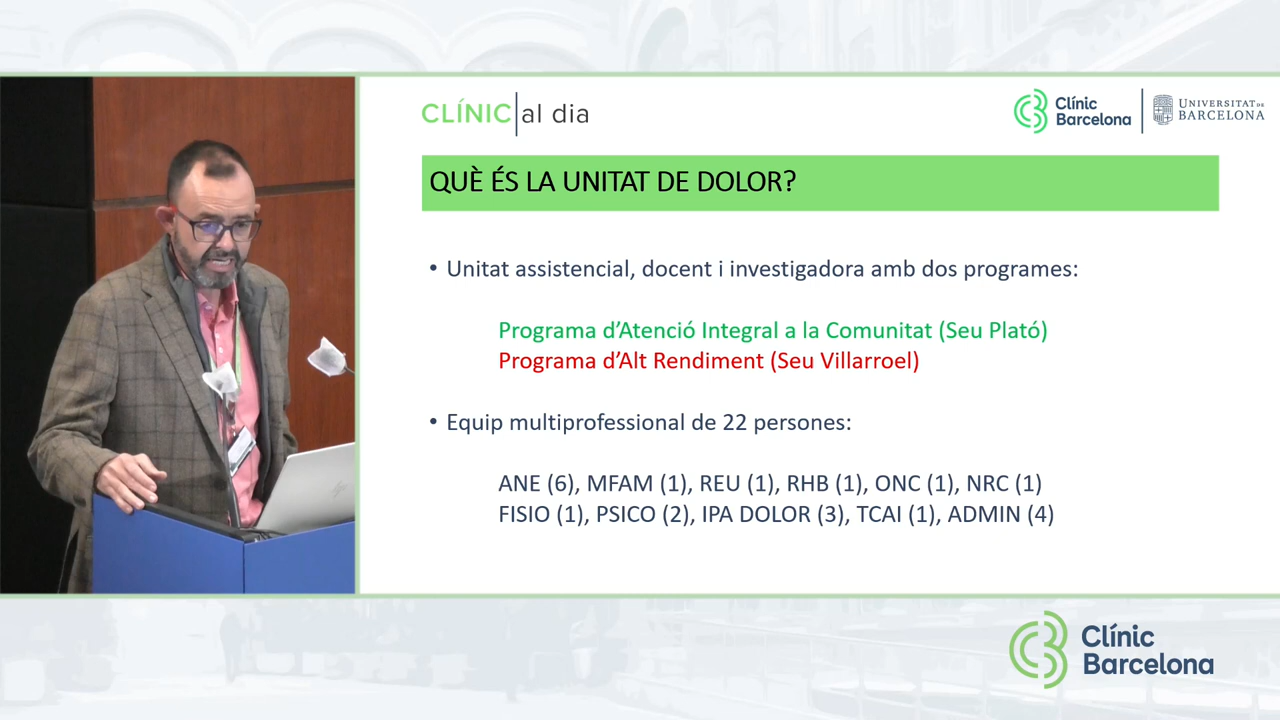 CLÍNIC al dia
Clínic
Barcelona
UNIVERSITAT DE
BARCELONA
QUÈ ÉS LA UNITAT DE DOLOR?
• Unitat assistencial, docent i investigadora amb dos programes:
Programa d’Atenció Integral a la Comunitat (Seu Plató)
Programa d’Alt Rendiment (Seu Villarroel)
• Equip multiprofessional de 22 persones:
ANE (6), MFAM (1), REU (1), RHB (1), ONC (1), NRC (1)
FISIO (1), PSICO (2), IPA DOLOR (3), TCAI (1), ADMIN (4)
Clínic
Barcelona